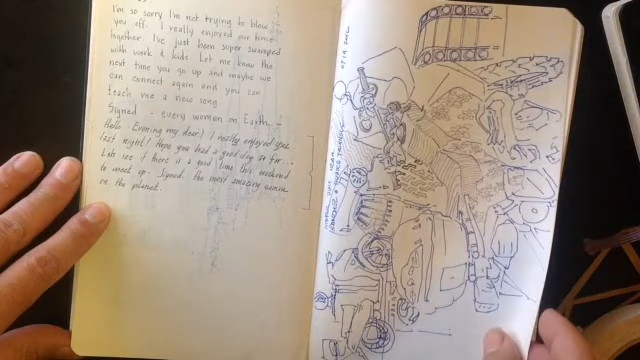 I'm so sorry I'm not trying to blow
you off. I really enjoyed our time
together. I've just been super swamped
with work & kids. Let me know the
next time you go up and maybe we
can connect again and you can
teach me a new song
Signed - every woman on Earth -
Hello - Evening my dear! I really enjoyed you
last night! Hope you had a good day so far...
Lets see if there is a good time this weekend
to meet up. Signed, the most amazing woman
on the planet.